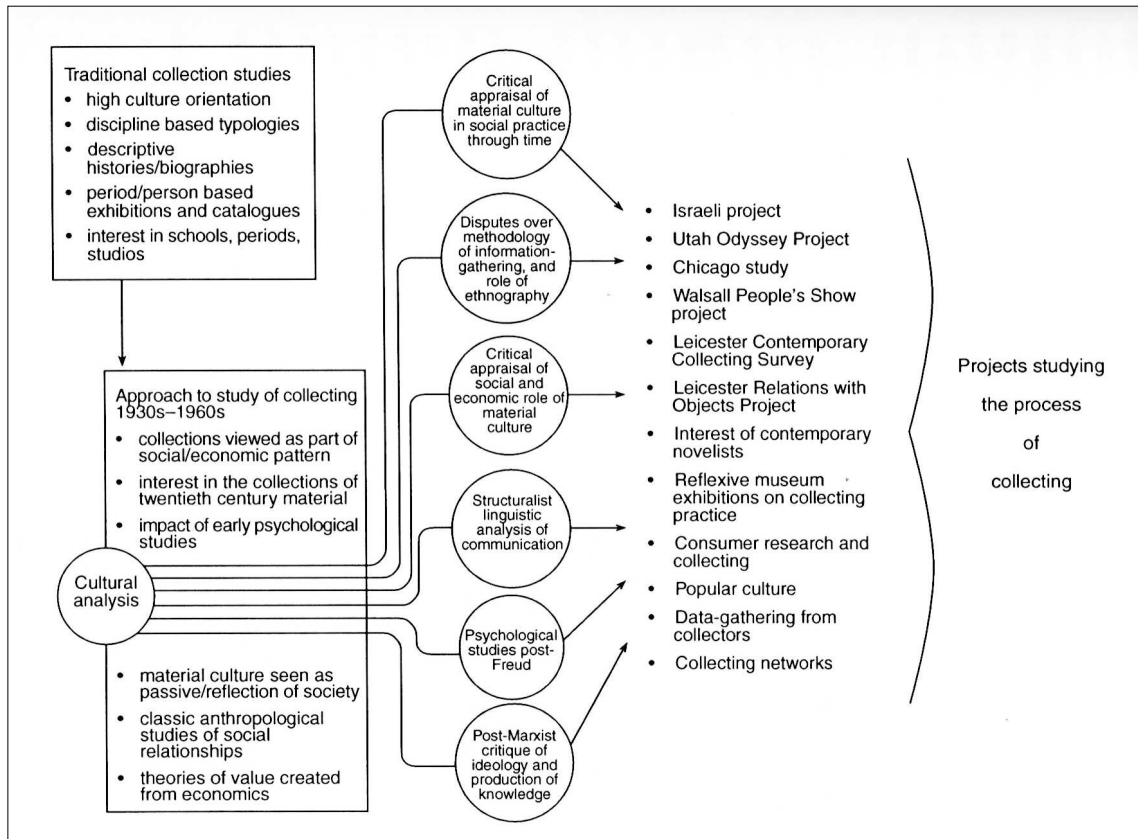 Traditional collection studies
• high culture orientation
• discipline based typologies
• descriptive
histories/biographies
• period/person based
exhibitions and catalogues
• interest in schools, periods,
studios
Approach to study of collecting
1930s–1960s
• collections viewed as part of
social/economic pattern
• interest in the collections of
twentieth century material
• impact of early psychological
studies
Cultural
analysis
• material culture seen as
passive/reflection of society
• classic anthropological
studies of social
relationships
• theories of value created
from economics
Critical
appraisal of
material culture
in social practice
through time
Disputes over
methodology
of information-
gathering, and
role of
ethnography
Critical
appraisal of
social and
economic role of
material
culture
Structuralist
linguistic
analysis of
communication
Psychological
studies post-
Freud
Post-Marxist
critique of
ideology and
production of
knowledge
• Israeli project
• Utah Odyssey Project
• Chicago study
• Walsall People's Show
project
• Leicester Contemporary
Collecting Survey
• Leicester Relations with
Objects Project
• Interest of contemporary
novelists
• Reflexive museum
exhibitions on collecting
practice
• Consumer research and
collecting
• Popular culture
• Data-gathering from
collectors
• Collecting networks
Projects studying
the process
of
collecting